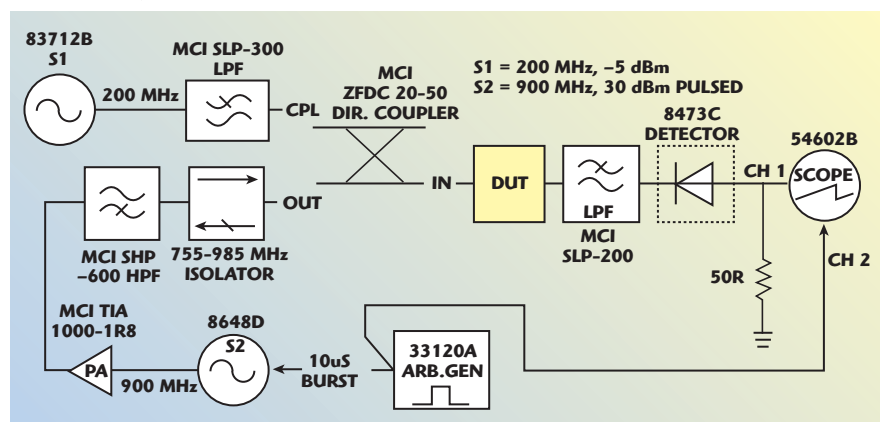 83712B
S1
200 MHz
MCI SLP-300
LPF
CPL
MCI
ZFDC 20-50
DIR. COUPLER
S1 = 200 MHz, –5 dBm
S2 = 900 MHz, 30 dBm PULSED
8473C
DETECTOR
54602B
SCOPE
CH 1
CH 2
IN
DUT
LPF
MCI
SLP-200
OUT
755-985 MHz
ISOLATOR
MCI SHP
–600 HPF
50R
MCI TIA
1000-1R8
PA
900 MHz
8648D
S2
10uS
BURST
33120A
ARB.GEN